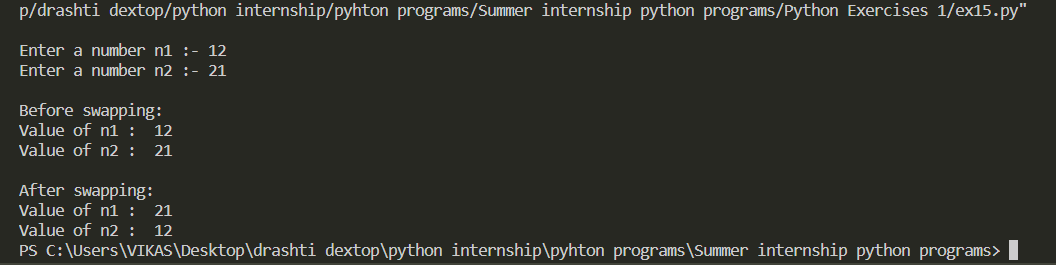 p/drashti dextop/python internship/pyhton programs/Summer internship python programs/Python Exercises 1/ex15.py"
Enter a number n1 :- 12
Enter a number n2 :- 21
Before swapping:
Value of n1 :  12
Value of n2 :  21
After swapping:
Value of n1 :  21
Value of n2 :  12
PS C:\Users\VIKAS\Desktop\drashti dextop\python internship\pyhton programs\Summer internship python programs>